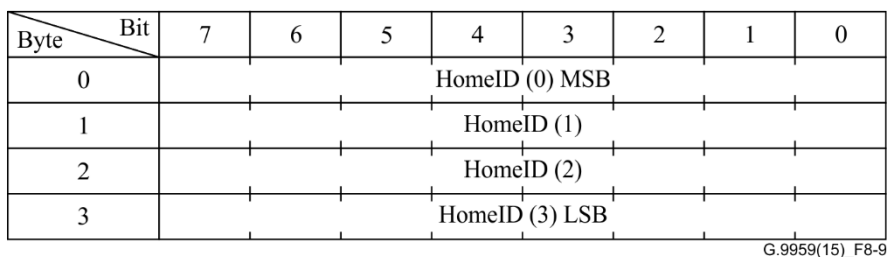 Byte Bit 7 6 5 4 3 2 1 0
0 HomeID (0) MSB
1 HomeID (1)
2 HomeID (2)
3 HomeID (3) LSB
G.9959(15)_F8-9